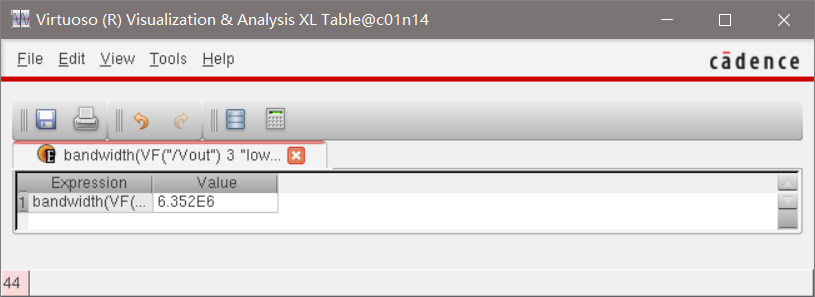 Virtuoso (R) Visualization & Analysis XL Table@c01n14
File Edit View Tools Help
cādence
bandwidth(VF("/Vout") 3 "low...
Expression Value
1 bandwidth(VF(... 6.352E6
44